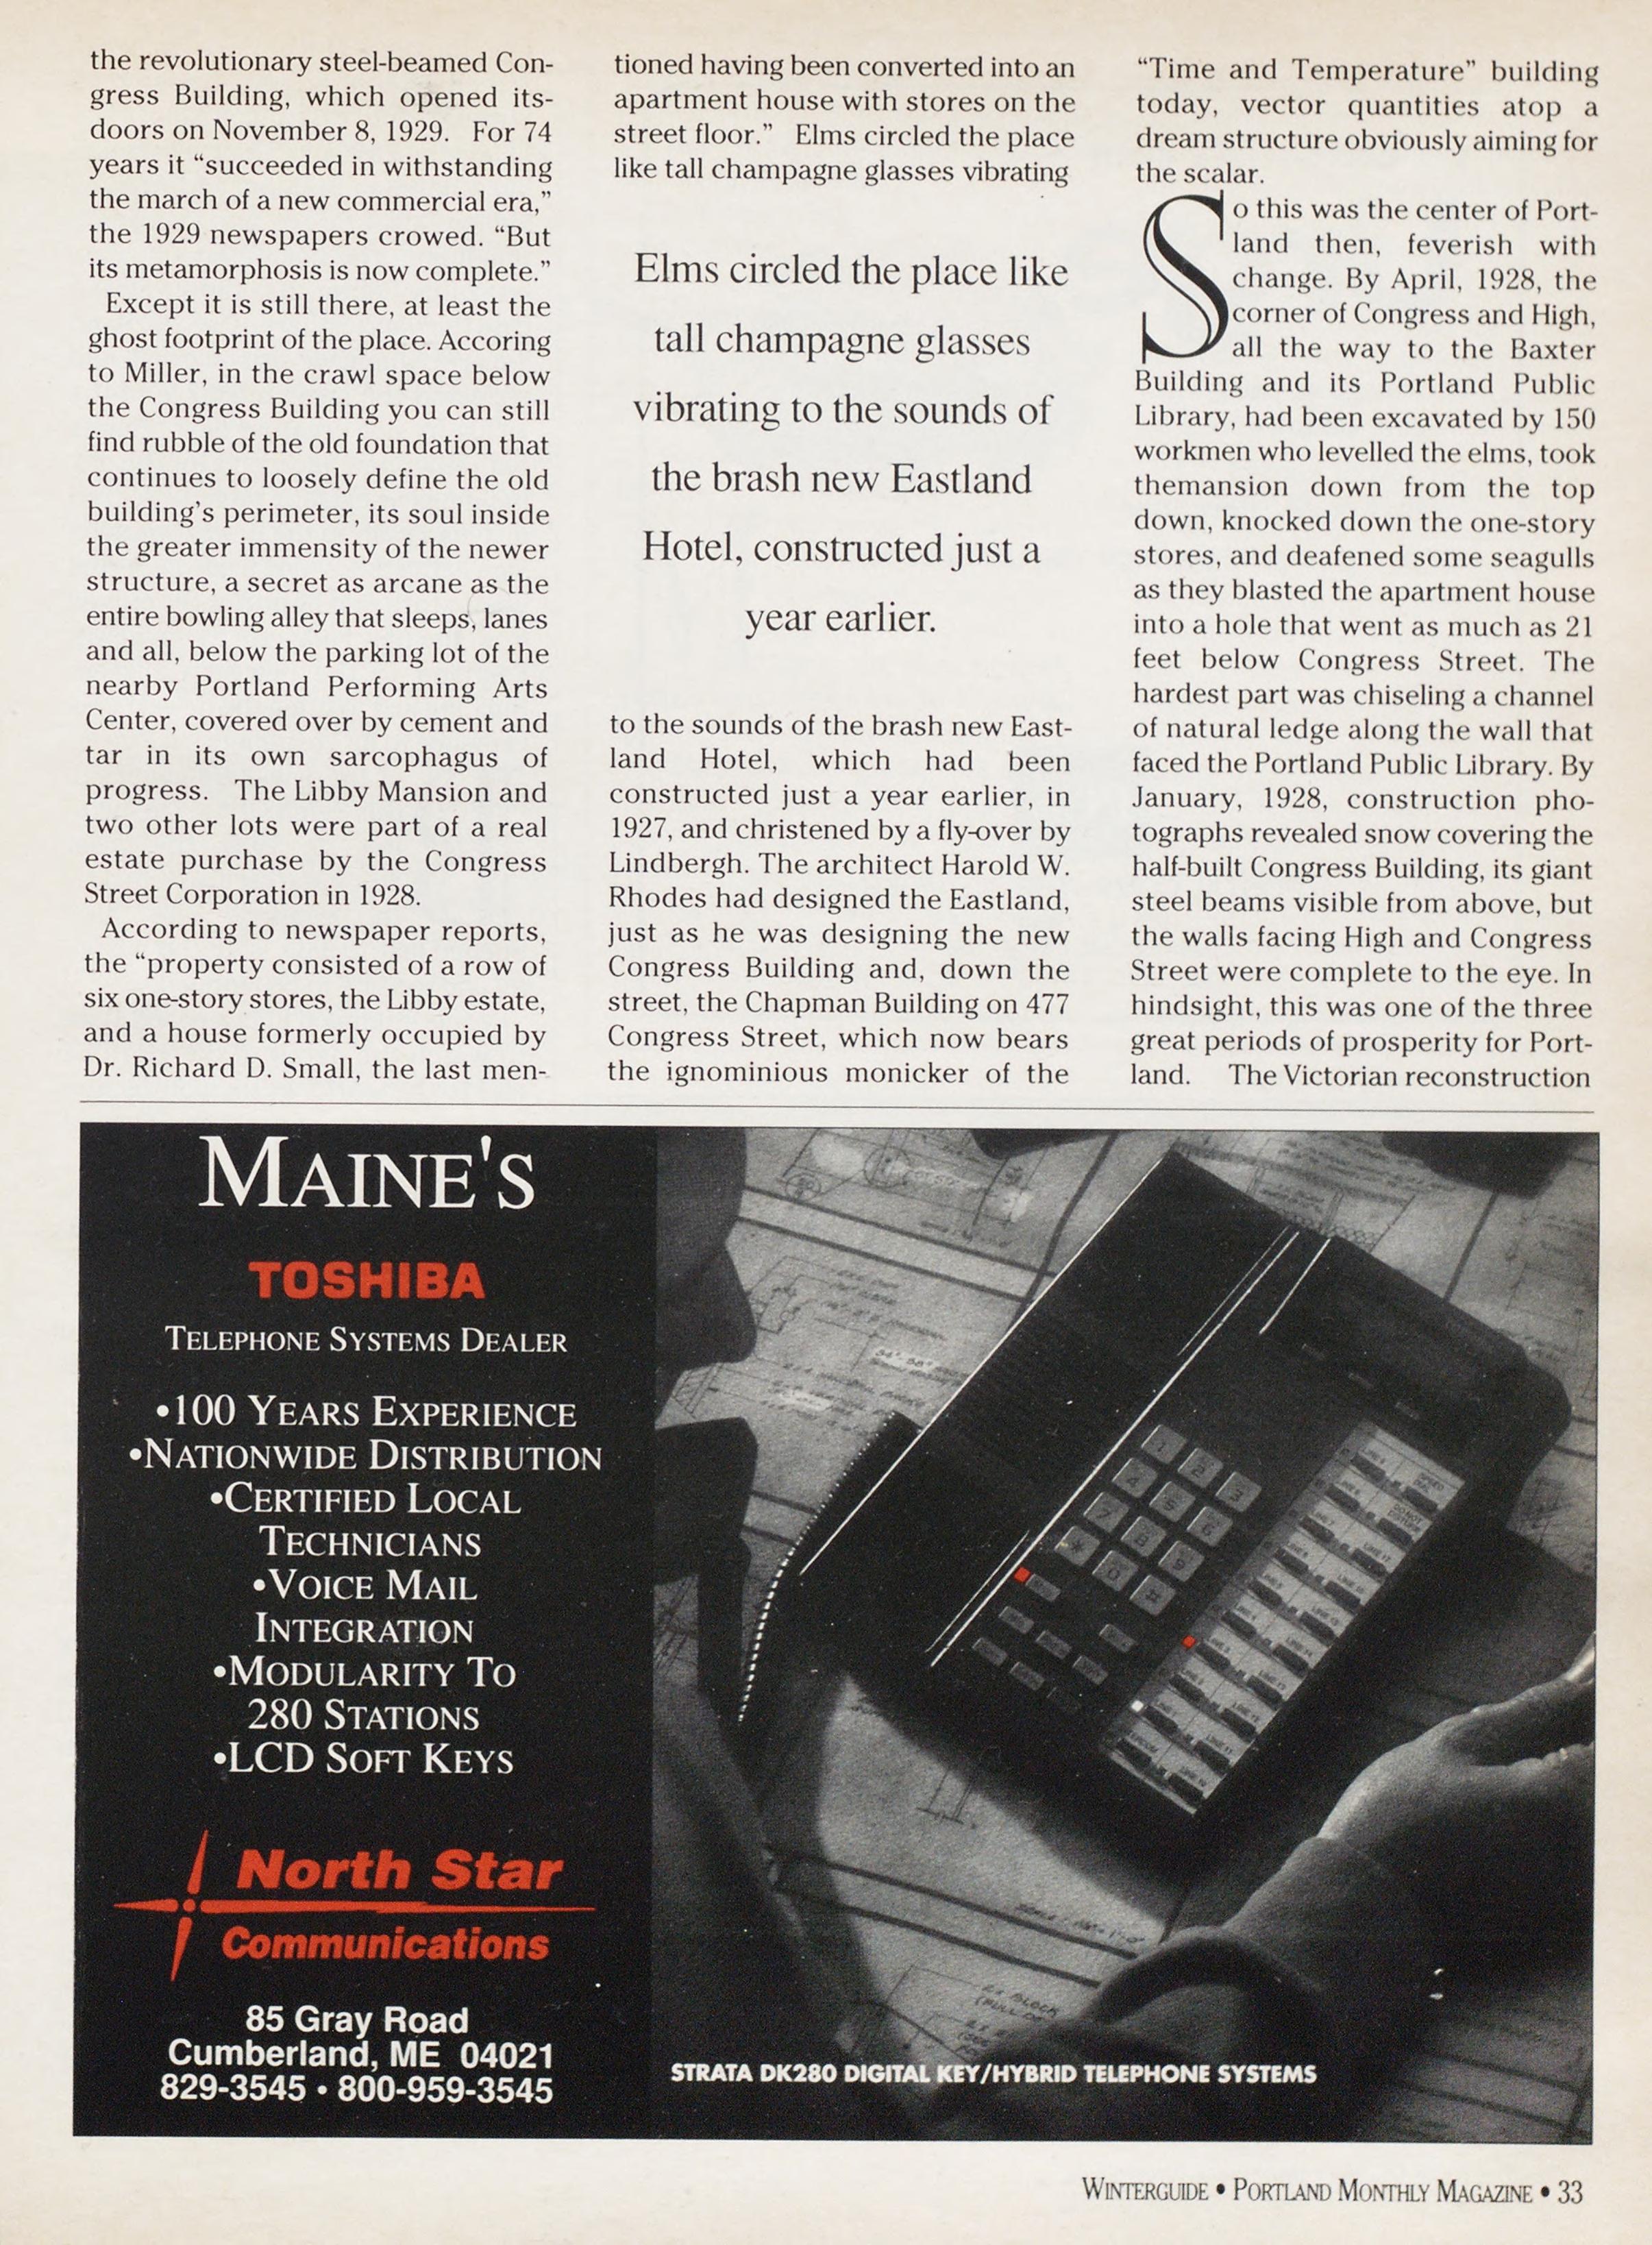 the revolutionary steel-beamed Con-
gress Building, which opened its-
doors on November 8, 1929. For 74
years it “succeeded in withstanding
the march of a new commercial era,”
the 1929 newspapers crowed. “But
its metamorphosis is now complete.”
Except it is still there, at least the
ghost footprint of the place. Accoring
to Miller, in the crawl space below
the Congress Building you can still
find rubble of the old foundation that
continues to loosely define the old
building's perimeter, its soul inside
the greater immensity of the newer
structure, a secret as arcane as the
entire bowling alley that sleeps, lanes
and all, below the parking lot of the
nearby Portland Performing Arts
Center, covered over by cement and
tar in its own sarcophagus of
progress. The Libby Mansion and
two other lots were part of a real
estate purchase by the Congress
Street Corporation in 1928.
According to newspaper reports,
the “property consisted of a row of
six one-story stores, the Libby estate,
and a house formerly occupied by
Dr. Richard D. Small, the last men-
tioned having been converted into an
apartment house with stores on the
street floor.” Elms circled the place
like tall champagne glasses vibrating
Elms circled the place like
tall champagne glasses
vibrating to the sounds of
the brash new Eastland
Hotel, constructed just a
year earlier.
to the sounds of the brash new East-
land Hotel, which had been
constructed just a year earlier, in
1927, and christened by a fly-over by
Lindbergh. The architect Harold W.
Rhodes had designed the Eastland,
just as he was designing the new
Congress Building and, down the
street, the Chapman Building on 477
Congress Street, which now bears
the ignominious monicker of the
“Time and Temperature” building
today, vector quantities atop a
dream structure obviously aiming for
the scalar.
So this was the center of Port-
land then, feverish with
change. By April, 1928, the
corner of Congress and High,
all the way to the Baxter
Building and its Portland Public
Library, had been excavated by 150
workmen who levelled the elms, took
themansion down from the top
down, knocked down the one-story
stores, and deafened some seagulls
as they blasted the apartment house
into a hole that went as much as 21
feet below Congress Street. The
hardest part was chiseling a channel
of natural ledge along the wall that
faced the Portland Public Library. By
January, 1928, construction pho-
tographs revealed snow covering the
half-built Congress Building, its giant
steel beams visible from above, but
the walls facing High and Congress
Street were complete to the eye. In
hindsight, this was one of the three
great periods of prosperity for Port-
land. The Victorian reconstruction
MAINE'S
TOSHIBA
TELEPHONE SYSTEMS DEALER
•100 YEARS EXPERIENCE
•NATIONWIDE DISTRIBUTION
•CERTIFIED LOCAL
TECHNICIANS
•VOICE MAIL
INTEGRATION
•MODULARITY TO
280 STATIONS
•LCD SOFT KEYS
North Star
Communications
85 Gray Road
Cumberland, ME 04021
829-3545 • 800-959-3545
1 2 3
4 5 6
7 8 9
* 0 #
STRATA DK280 DIGITAL KEY/HYBRID TELEPHONE SYSTEMS
WINTERGUIDE • PORTLAND MONTHLY MAGAZINE • 33